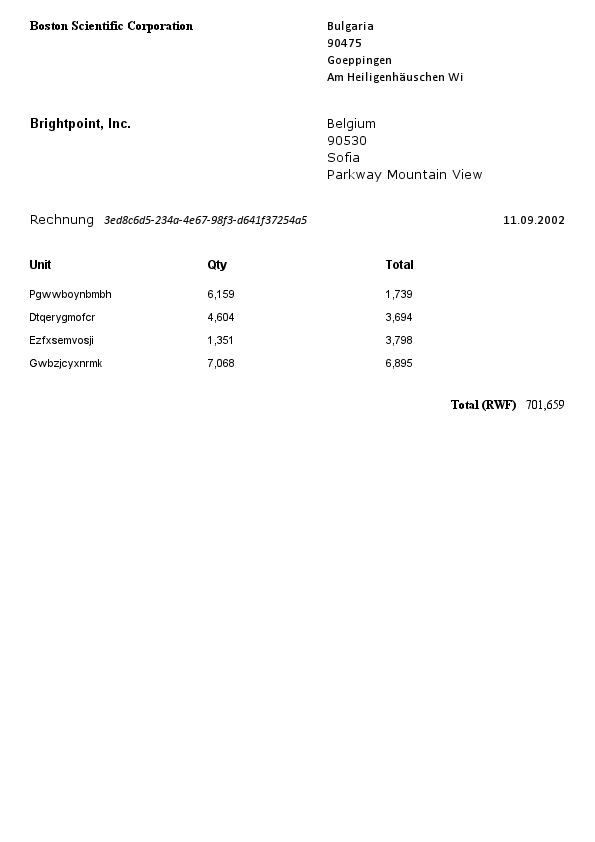 Boston Scientific Corporation
Bulgaria
90475
Goeppingen
Am Heiligenhäuschen Wi
Brightpoint, Inc.
Belgium
90530
Sofia
Parkway Mountain View
Rechnung 3ed8c6d5-234a-4e67-98f3-d641f37254a5 11.09.2002
Unit Qty Total
Pgwwboynbmbh 6,159 1,739
Dtqerygmofcr 4,604 3,694
Ezfxsemvosji 1,351 3,798
Gwbzjcyxnrmk 7,068 6,895
Total (RWF) 701,659